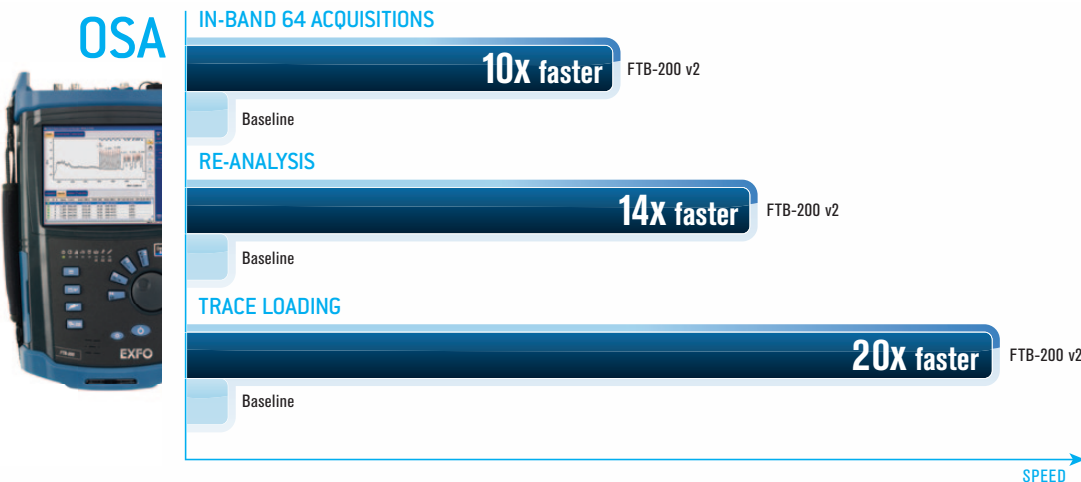 OSA
IN-BAND 64 ACQUISITIONS
10x faster
FTB-200 v2
Baseline
RE-ANALYSIS
14x faster
FTB-200 v2
Baseline
TRACE LOADING
20x faster
FTB-200 v2
Baseline
EXFO
SPEED